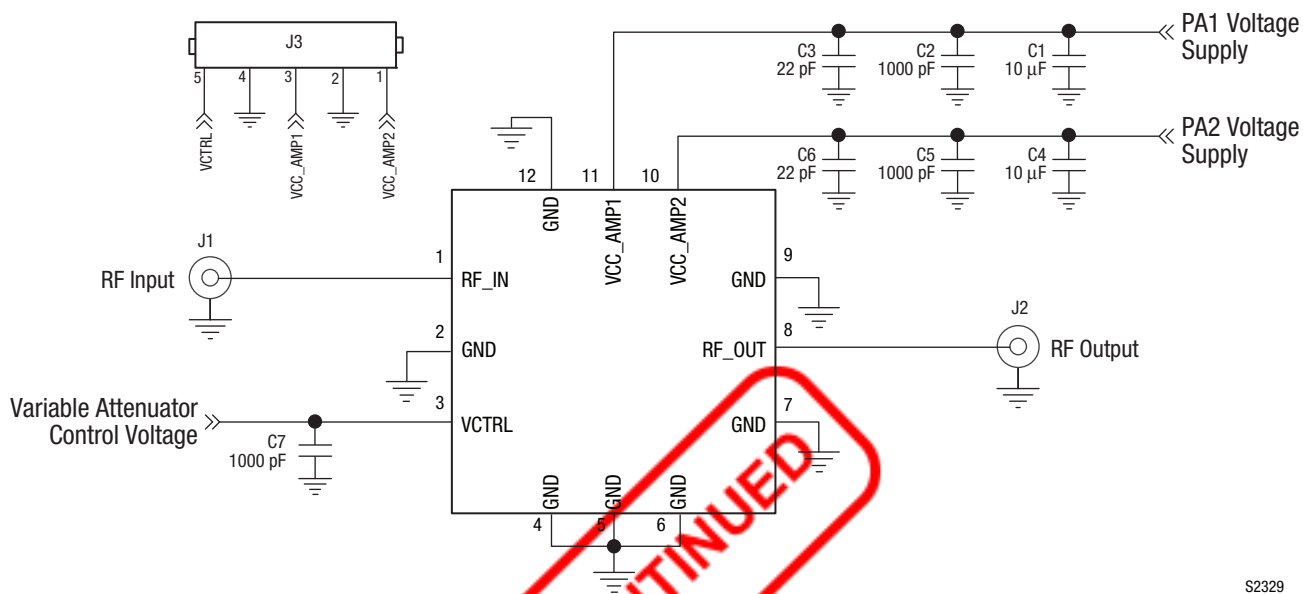 J3
5 4 3 2 1
VCTRL
VCC_AMP1
VCC_AMP2
PA1 Voltage
Supply
C3
22 pF
C2
1000 pF
C1
10 μF
PA2 Voltage
Supply
C6
22 pF
C5
1000 pF
C4
10 μF
12 11 10
GND
VCC_AMP1
VCC_AMP2
J1
RF Input
1
RF_IN
9
GND
2
GND
8
RF_OUT
J2
RF Output
Variable Attenuator
Control Voltage
3
VCTRL
7
GND
C7
1000 pF
GND
GND
GND
4 5 6
TINUED
S2329